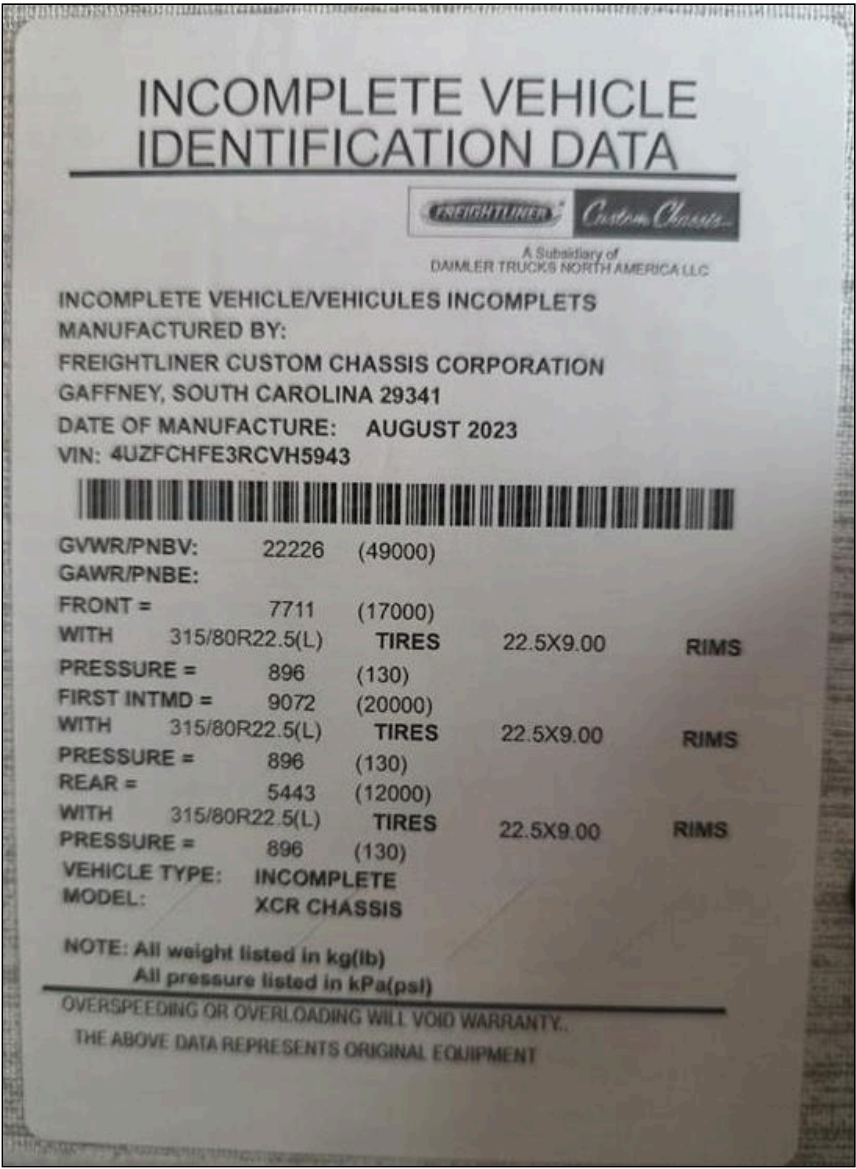 INCOMPLETE VEHICLE
IDENTIFICATION DATA
FREIGHTLINER Custom Chassis
A Subsidiary of
DAIMLER TRUCKS NORTH AMERICA LLC
INCOMPLETE VEHICLE/VEHICULES INCOMPLETS
MANUFACTURED BY:
FREIGHTLINER CUSTOM CHASSIS CORPORATION
GAFFNEY, SOUTH CAROLINA 29341
DATE OF MANUFACTURE: AUGUST 2023
VIN: 4UZFCHFE3RCVH5943
GVWR/PNBV: 22226 (49000)
GAWR/PNBE:
FRONT = 7711 (17000)
WITH 315/80R22.5(L) TIRES 22.5X9.00 RIMS
PRESSURE = 896 (130)
FIRST INTMD = 9072 (20000)
WITH 315/80R22.5(L) TIRES 22.5X9.00 RIMS
PRESSURE = 896 (130)
REAR = 5443 (12000)
WITH 315/80R22.5(L) TIRES 22.5X9.00 RIMS
PRESSURE = 896 (130)
VEHICLE TYPE: INCOMPLETE
MODEL: XCR CHASSIS
NOTE: All weight listed in kg(lb)
All pressure listed in kPa(psi)
OVERSPEEDING OR OVERLOADING WILL VOID WARRANTY..
THE ABOVE DATA REPRESENTS ORIGINAL EQUIPMENT